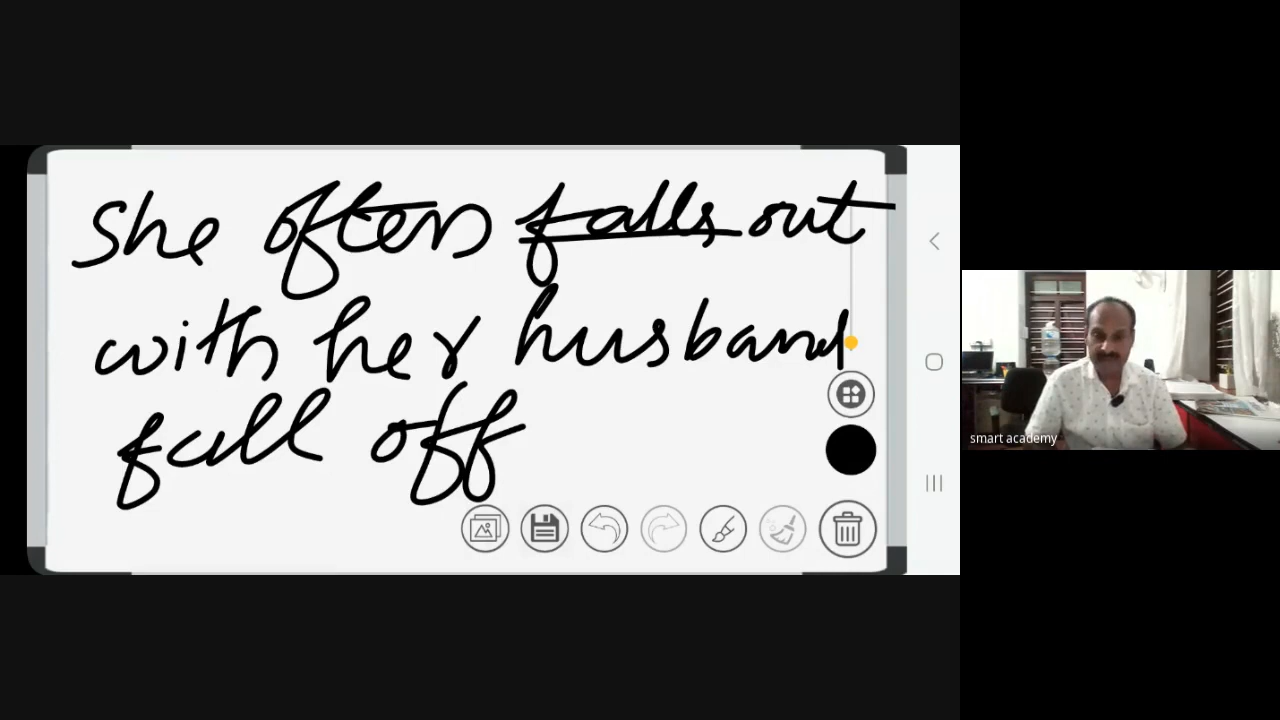 She often falls out
with her husband
fall off
smart academy